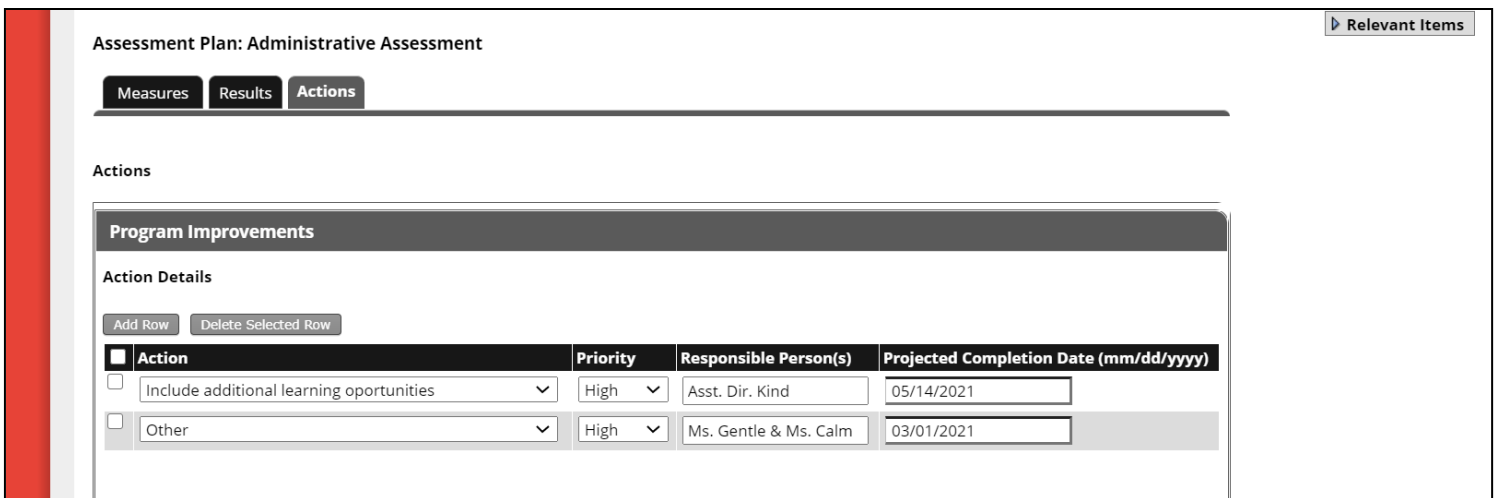 Relevant Items
Assessment Plan: Administrative Assessment
Measures Results Actions
Actions
Program Improvements
Action Details
Add Row Delete Selected Row
Action Priority Responsible Person(s) Projected Completion Date (mm/dd/yyyy)
Include additional learning oportunities High Asst. Dir. Kind 05/14/2021
Other High Ms. Gentle & Ms. Calm 03/01/2021